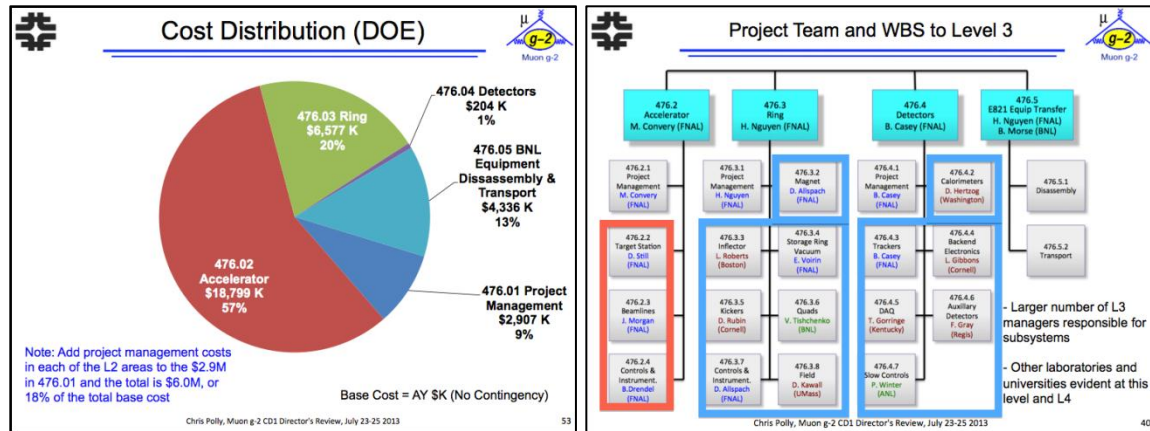 Cost Distribution (DOE)
μ
g-2
Muon g-2
476.04 Detectors
$204 K
1%
476.03 Ring
$6,577 K
20%
476.05 BNL
Equipment
Dissassembly &
Transport
$4,336 K
13%
476.02
Accelerator
$18,799 K
57%
476.01 Project
Management
$2,907 K
9%
Note: Add project management costs
in each of the L2 areas to the $2.9M
in 476.01 and the total is $6.0M, or
18% of the total base cost
Base Cost = AY $K (No Contingency)
Chris Polly, Muon g-2 CD1 Director's Review, July 23-25 2013
53
Project Team and WBS to Level 3
μ
g-2
Muon g-2
476.2
Accelerator
M. Convery (FNAL)
476.3
Ring
H. Nguyen (FNAL)
476.4
Detectors
B. Casey (FNAL)
476.5
E821 Equip Transfer
H. Nguyen (FNAL)
B. Morse (BNL)
476.2.1
Project
Management
M. Convery
(FNAL)
476.3.1
Project
Management
H. Nguyen
(FNAL)
476.3.2
Magnet
D. Allspach
(FNAL)
476.4.1
Project
Management
B. Casey
(FNAL)
476.4.2
Calorimeters
D. Hertzog
(Washington)
476.5.1
Disassembly
476.2.2
Target Station
D. Still
(FNAL)
476.3.3
Inflector
L. Roberts
(Boston)
476.3.4
Storage Ring
Vacuum
E. Voirin
(FNAL)
476.4.3
Trackers
B. Casey
(FNAL)
476.4.4
Backend
Electronics
L. Gibbons
(Cornell)
476.5.2
Transport
476.2.3
Beamlines
J. Morgan
(FNAL)
476.3.5
Kickers
D. Rubin
(Cornell)
476.3.6
Quads
V. Tishchenko
(BNL)
476.4.5
DAQ
T. Gorringe
(Kentucky)
476.4.6
Auxillary
Detectors
F. Gray
(Regis)
476.2.4
Controls &
Instrument.
B.Drendel
(FNAL)
476.3.7
Controls &
Instrument.
D. Allspach
(FNAL)
476.3.8
Field
D. Kawall
(UMass)
476.4.7
Slow Controls
P. Winter
(ANL)
- Larger number of L3
managers responsible for
subsystems
- Other laboratories and
universities evident at this
level and L4
Chris Polly, Muon g-2 CD1 Director's Review, July 23-25 2013
40